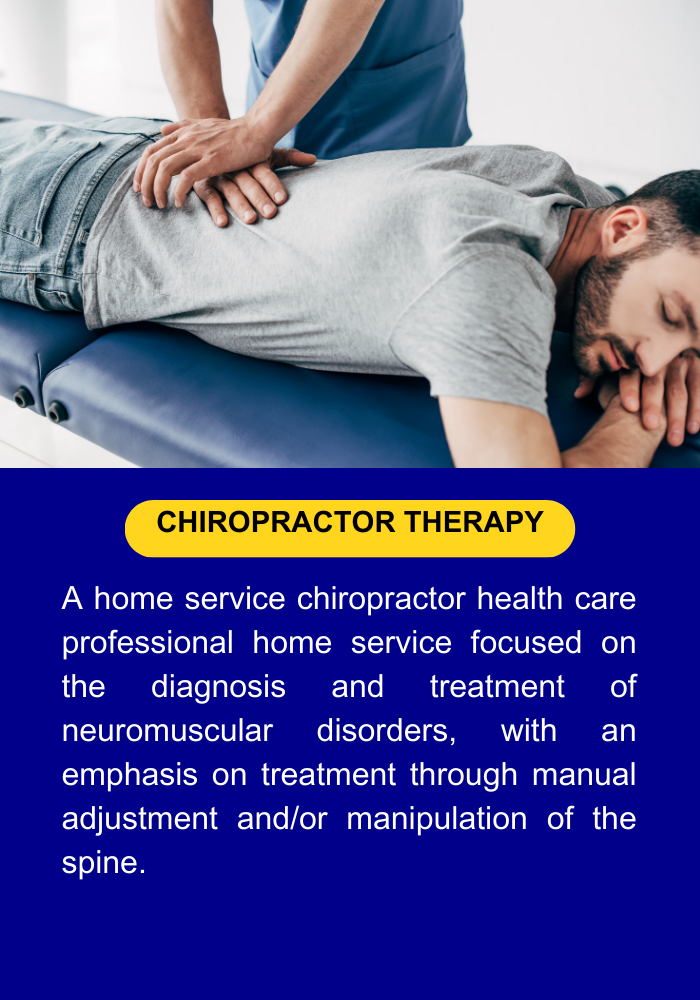 CHIROPRACTOR THERAPY
A home service chiropractor health care
professional home service focused on
the diagnosis and treatment of
neuromuscular disorders, with an
emphasis on treatment through manual
adjustment and/or manipulation of the
spine.